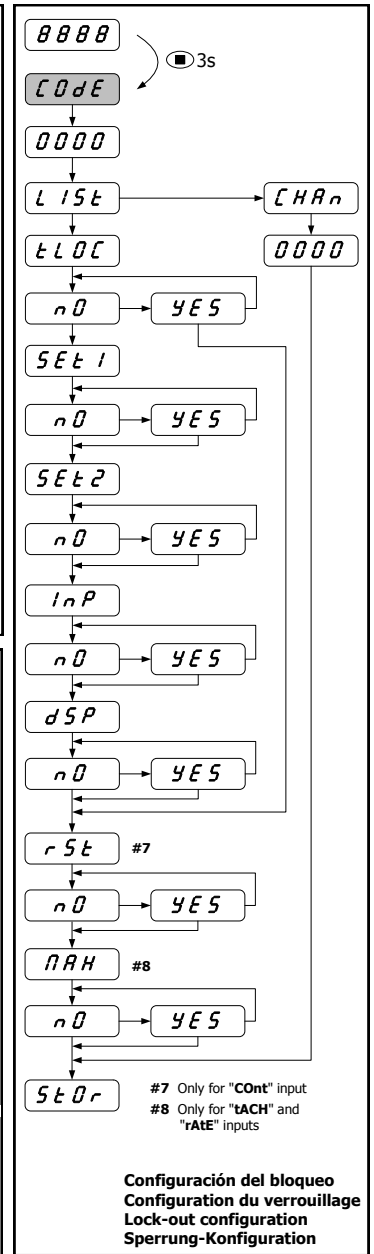 8888
3s
COdE
0000
LISt CHAn
tLOC 0000
nO YES
SEt1
nO YES
SEt2
nO YES
InP
nO YES
dSP
nO YES
rSt #7
nO YES
MAX #8
nO YES
StOr
#7 Only for "COnt" input
#8 Only for "tACH" and
"rAtE" inputs
Configuración del bloqueo
Configuration du verrouillage
Lock-out configuration
Sperrung-Konfiguration